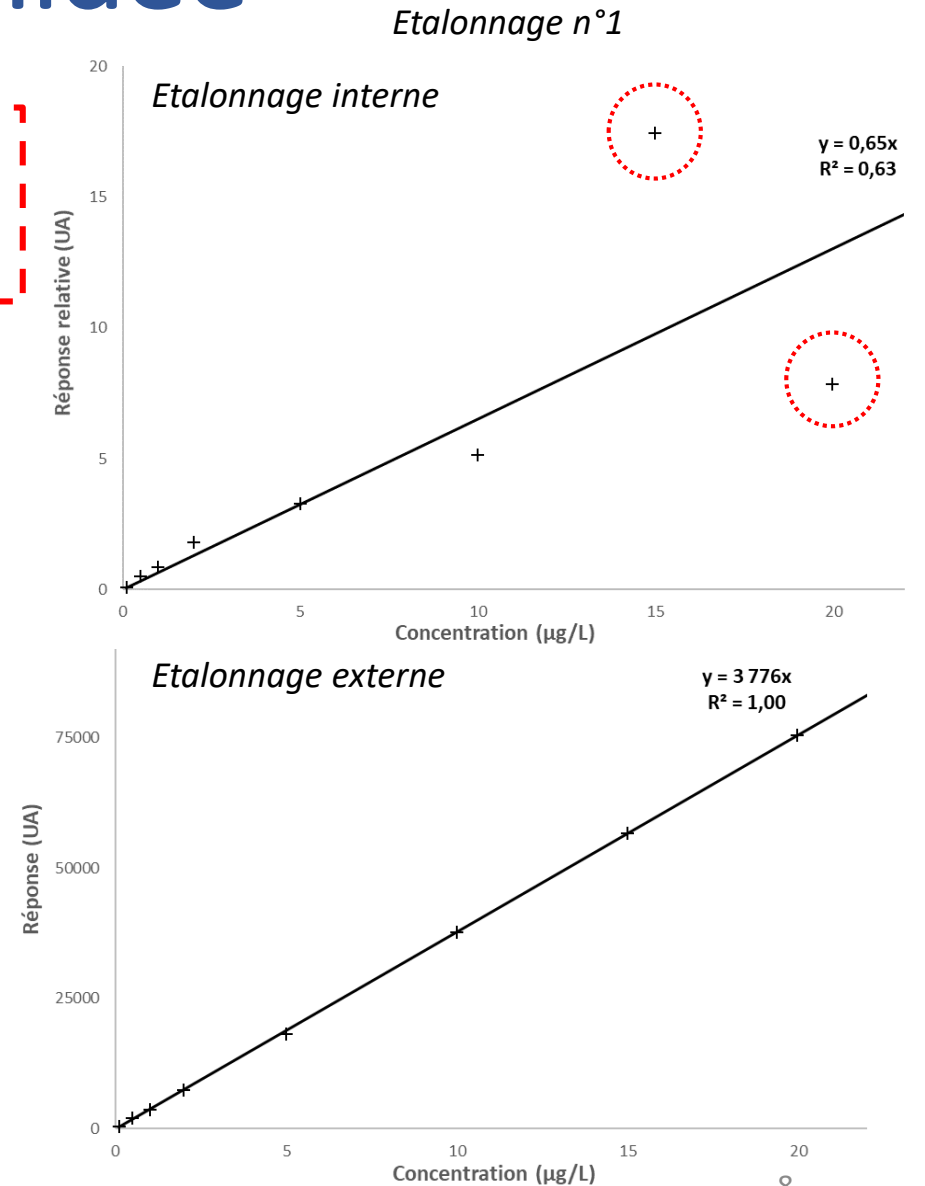 Etalonnage n°1
Etalonnage interne
20
15
10
5
0
Réponse relative (UA)
y = 0,65x
R² = 0,63
0 5 10 15 20
Concentration (µg/L)
Etalonnage externe
75000
50000
25000
0
Réponse (UA)
y = 3 776x
R² = 1,00
0 5 10 15 20
Concentration (µg/L)